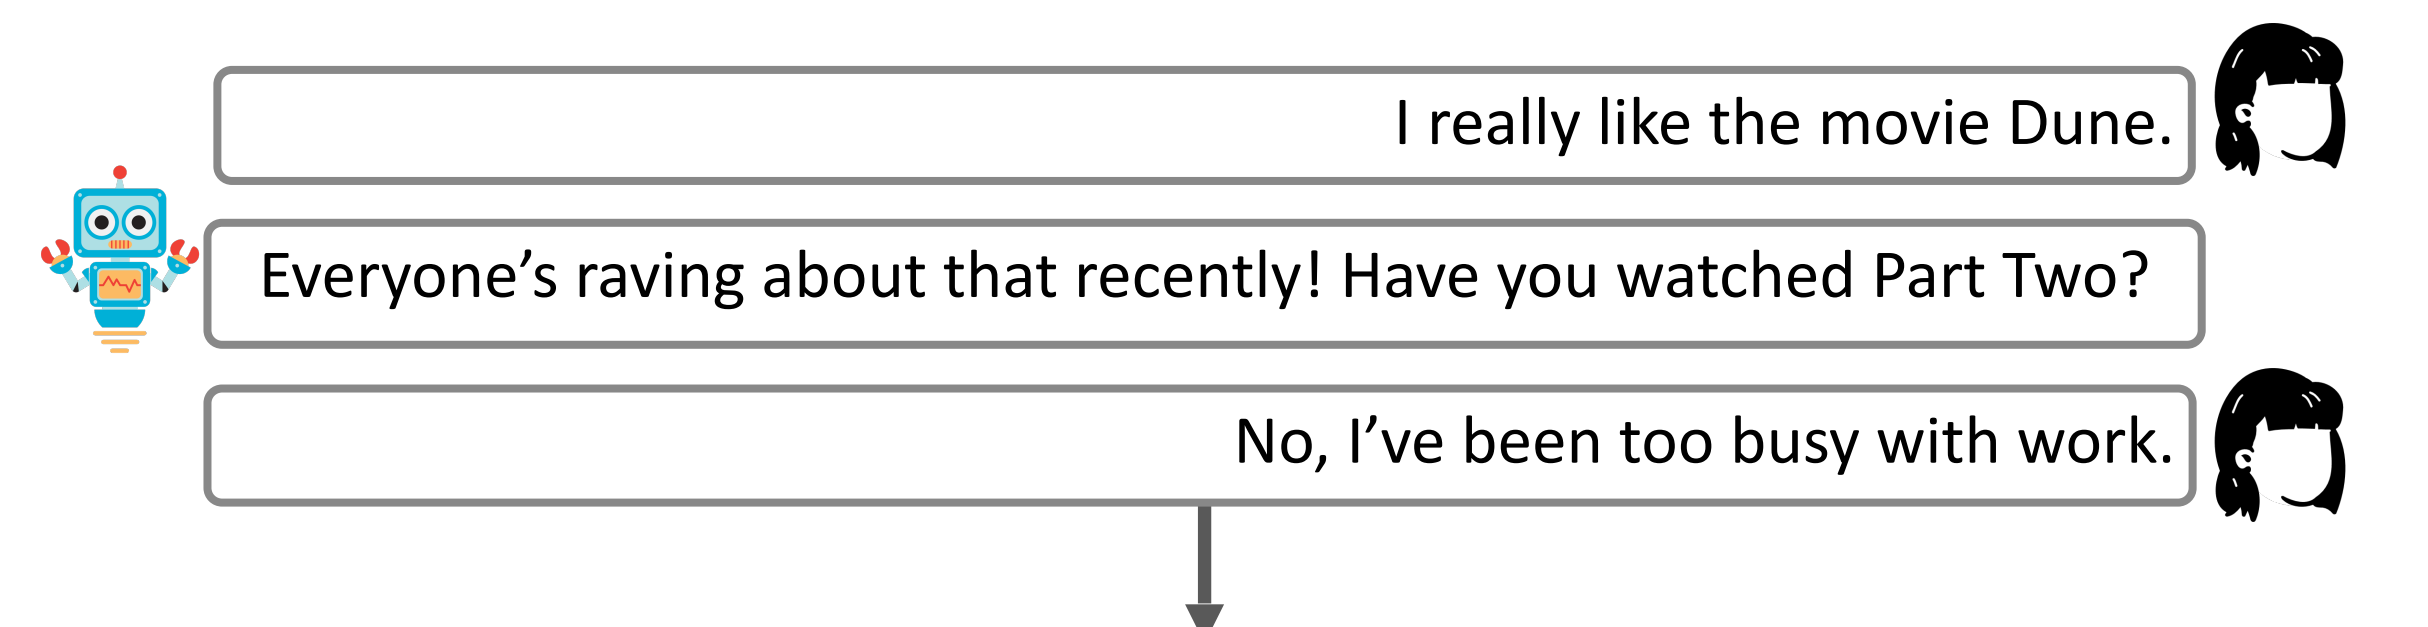 I really like the movie Dune.
Everyone’s raving about that recently! Have you watched Part Two?
No, I’ve been too busy with work.